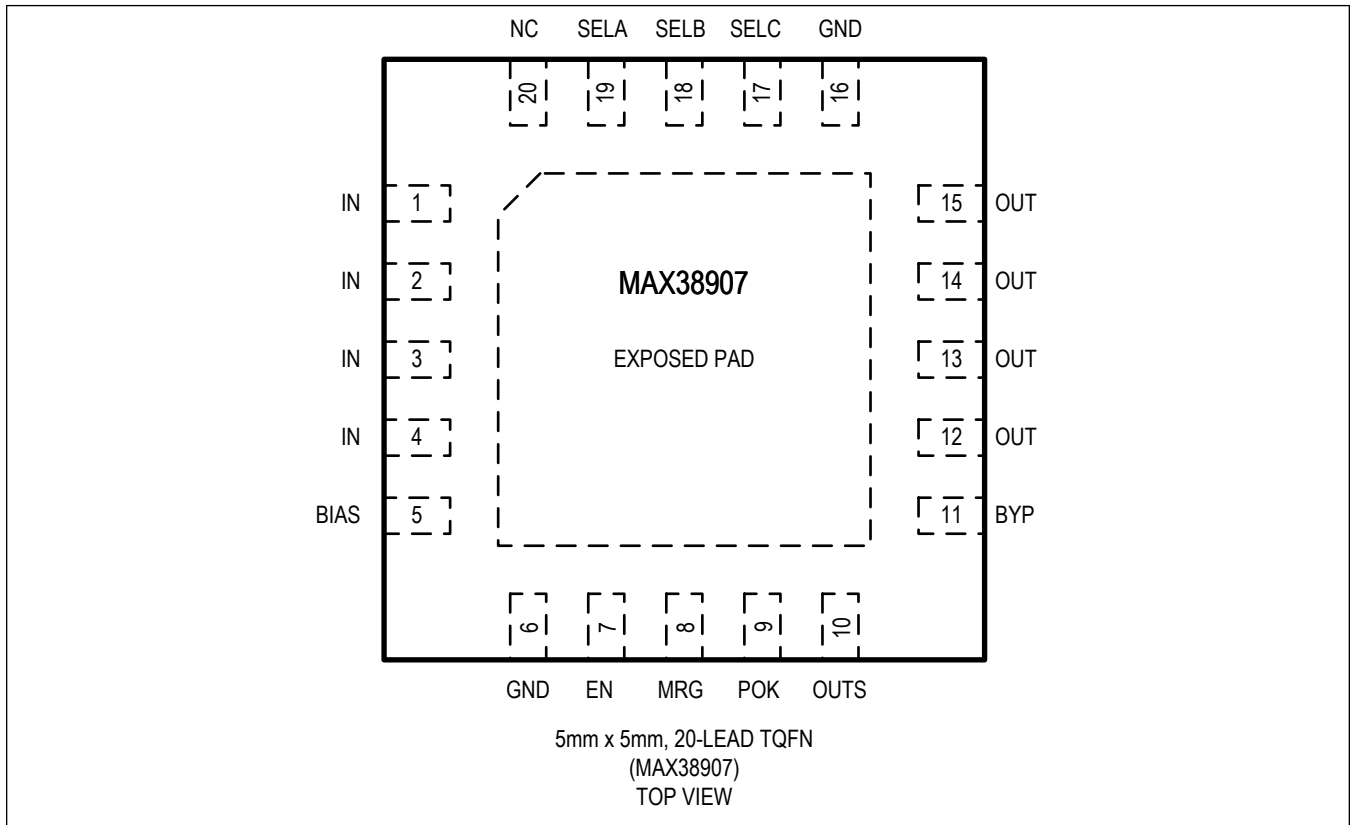 NC SELA SELB SELC GND
20 19 18 17 16
IN 1 15 OUT
IN 2 MAX38907 14 OUT
IN 3 EXPOSED PAD 13 OUT
IN 4 12 OUT
BIAS 5 11 BYP
6 7 8 9 10
GND EN MRG POK OUTS
5mm x 5mm, 20-LEAD TQFN
(MAX38907)
TOP VIEW